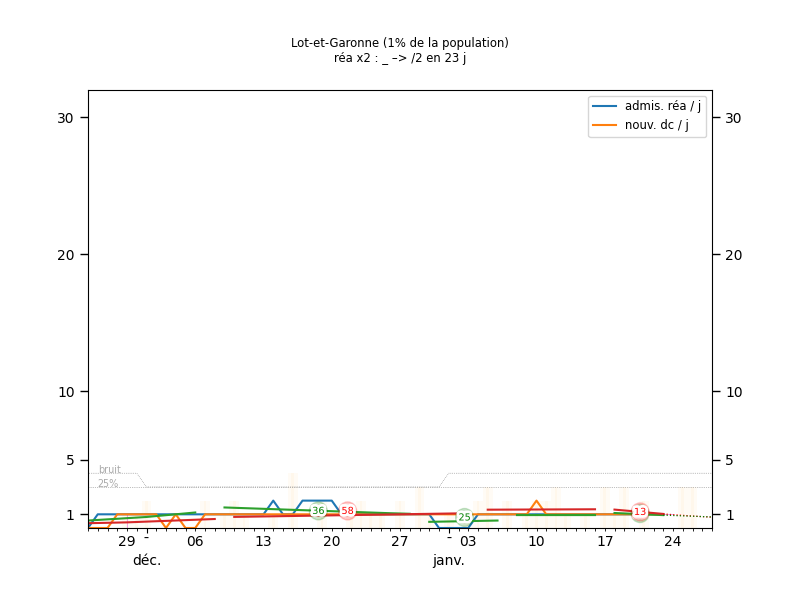 Lot-et-Garonne (1% de la population)
réa x2 : _ –> /2 en 23 j
admis. réa / j
nouv. dc / j
30 30
20 20
10 10
5 5
bruit
25%
36 58 25 13
1 1
29 - 06 13 20 27 - 03 10 17 24
déc. janv.